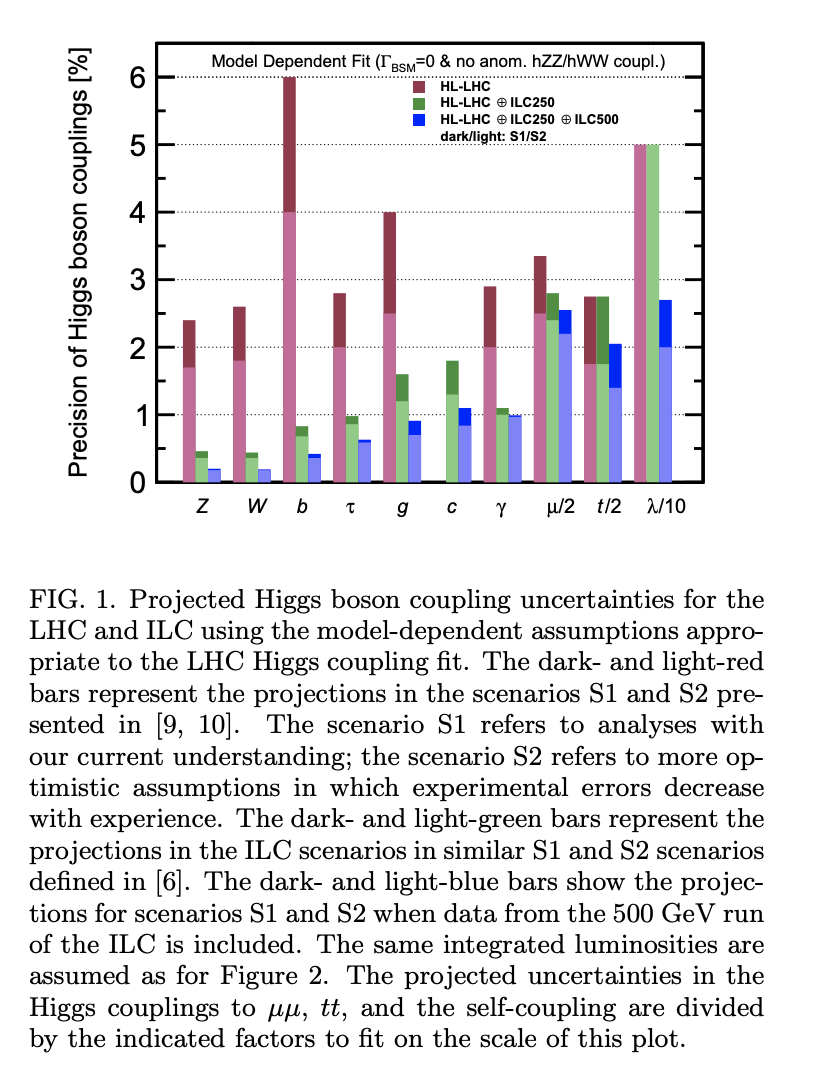 Model Dependent Fit (Γ_BSM=0 & no anom. hZZ/hWW coupl.)
HL-LHC
HL-LHC ⊕ ILC250
HL-LHC ⊕ ILC250 ⊕ ILC500
dark/light: S1/S2
Precision of Higgs boson couplings [%]
6
5
4
3
2
1
0
Z W b τ g c γ μ/2 t/2 λ/10
FIG. 1. Projected Higgs boson coupling uncertainties for the
LHC and ILC using the model-dependent assumptions appro-
priate to the LHC Higgs coupling fit. The dark- and light-red
bars represent the projections in the scenarios S1 and S2 pre-
sented in [9, 10]. The scenario S1 refers to analyses with
our current understanding; the scenario S2 refers to more op-
timistic assumptions in which experimental errors decrease
with experience. The dark- and light-green bars represent the
projections in the ILC scenarios in similar S1 and S2 scenarios
defined in [6]. The dark- and light-blue bars show the projec-
tions for scenarios S1 and S2 when data from the 500 GeV run
of the ILC is included. The same integrated luminosities are
assumed as for Figure 2. The projected uncertainties in the
Higgs couplings to μμ, tt, and the self-coupling are divided
by the indicated factors to fit on the scale of this plot.